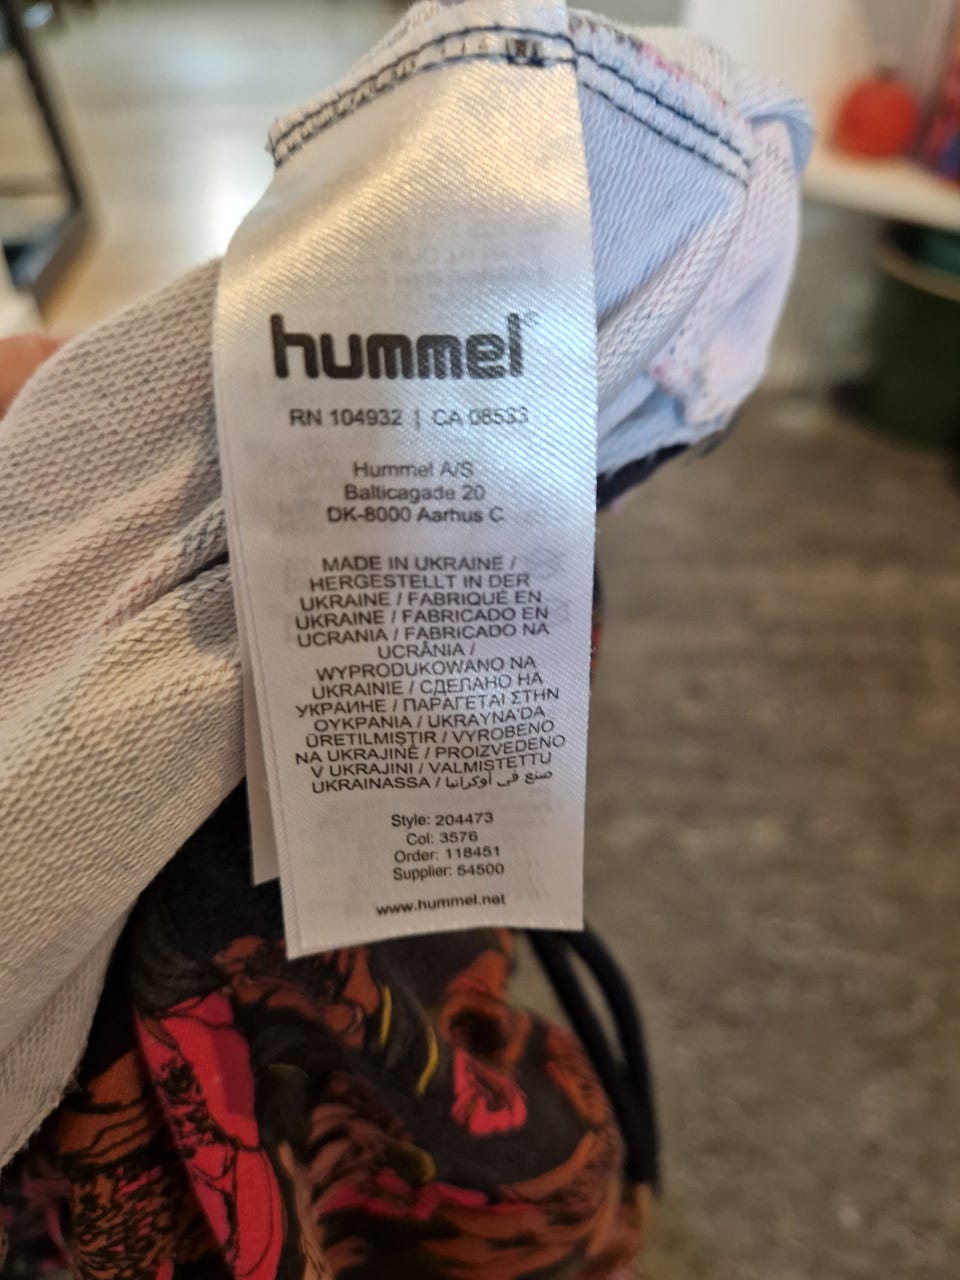 hummel®
RN 104932 | CA 08533
Hummel A/S
Balticagade 20
DK-8000 Aarhus C
MADE IN UKRAINE /
HERGESTELLT IN DER
UKRAINE / FABRIQUÉ EN
UKRAINE / FABRICADO EN
UCRANIA / FABRICADO NA
UCRÂNIA /
WYPRODUKOWANO NA
UKRAINIE / СДЕЛАНО НА
УКРАИНЕ / ΠΑΡΑΓΕΤΑΙ ΣΤΗΝ
ΟΥΚΡΑΝΙΑ / UKRAYNA'DA
ÜRETILMIŞTIR / VYROBENO
NA UKRAJINĚ / PROIZVEDENO
V UKRAJINI / VALMISTETTU
UKRAINASSA / صنع في أوكرانيا
Style: 204473
Col: 3576
Order: 118451
Supplier: 54500
www.hummel.net